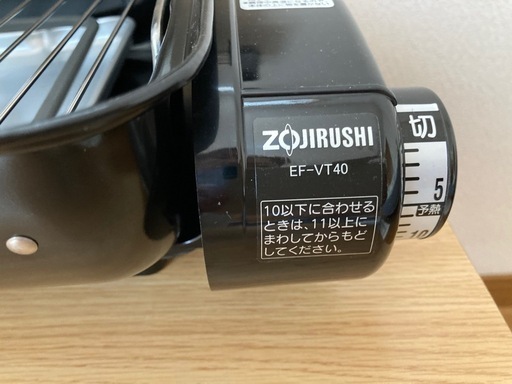 ZOJIRUSHI
EF-VT40
10以下に合わせる
ときは、11以上に
まわしてからもど
してください。
切
5
予熱
10